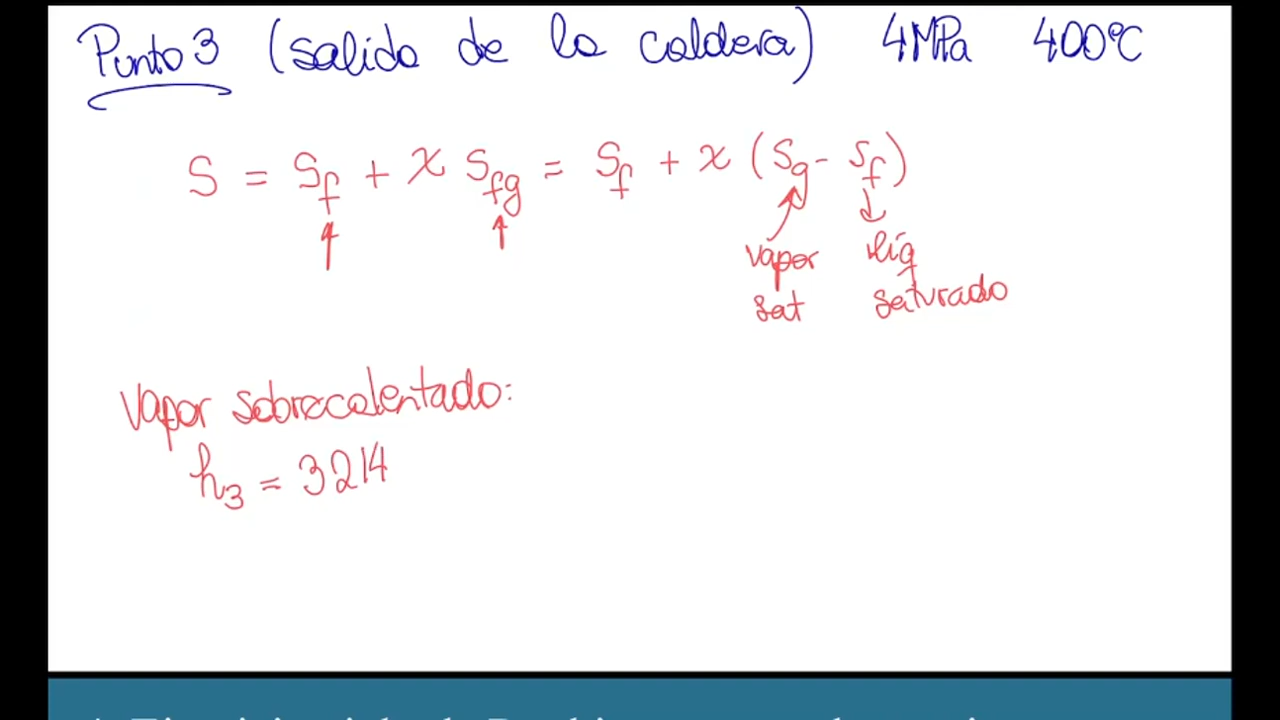 Punto 3 (salida de la caldera) 4MPa 400ºC
S = Sf + x Sfg = Sf + x (Sg - Sf)
vapor líq
sat saturado
Vapor sobrecalentado:
h3 = 3214